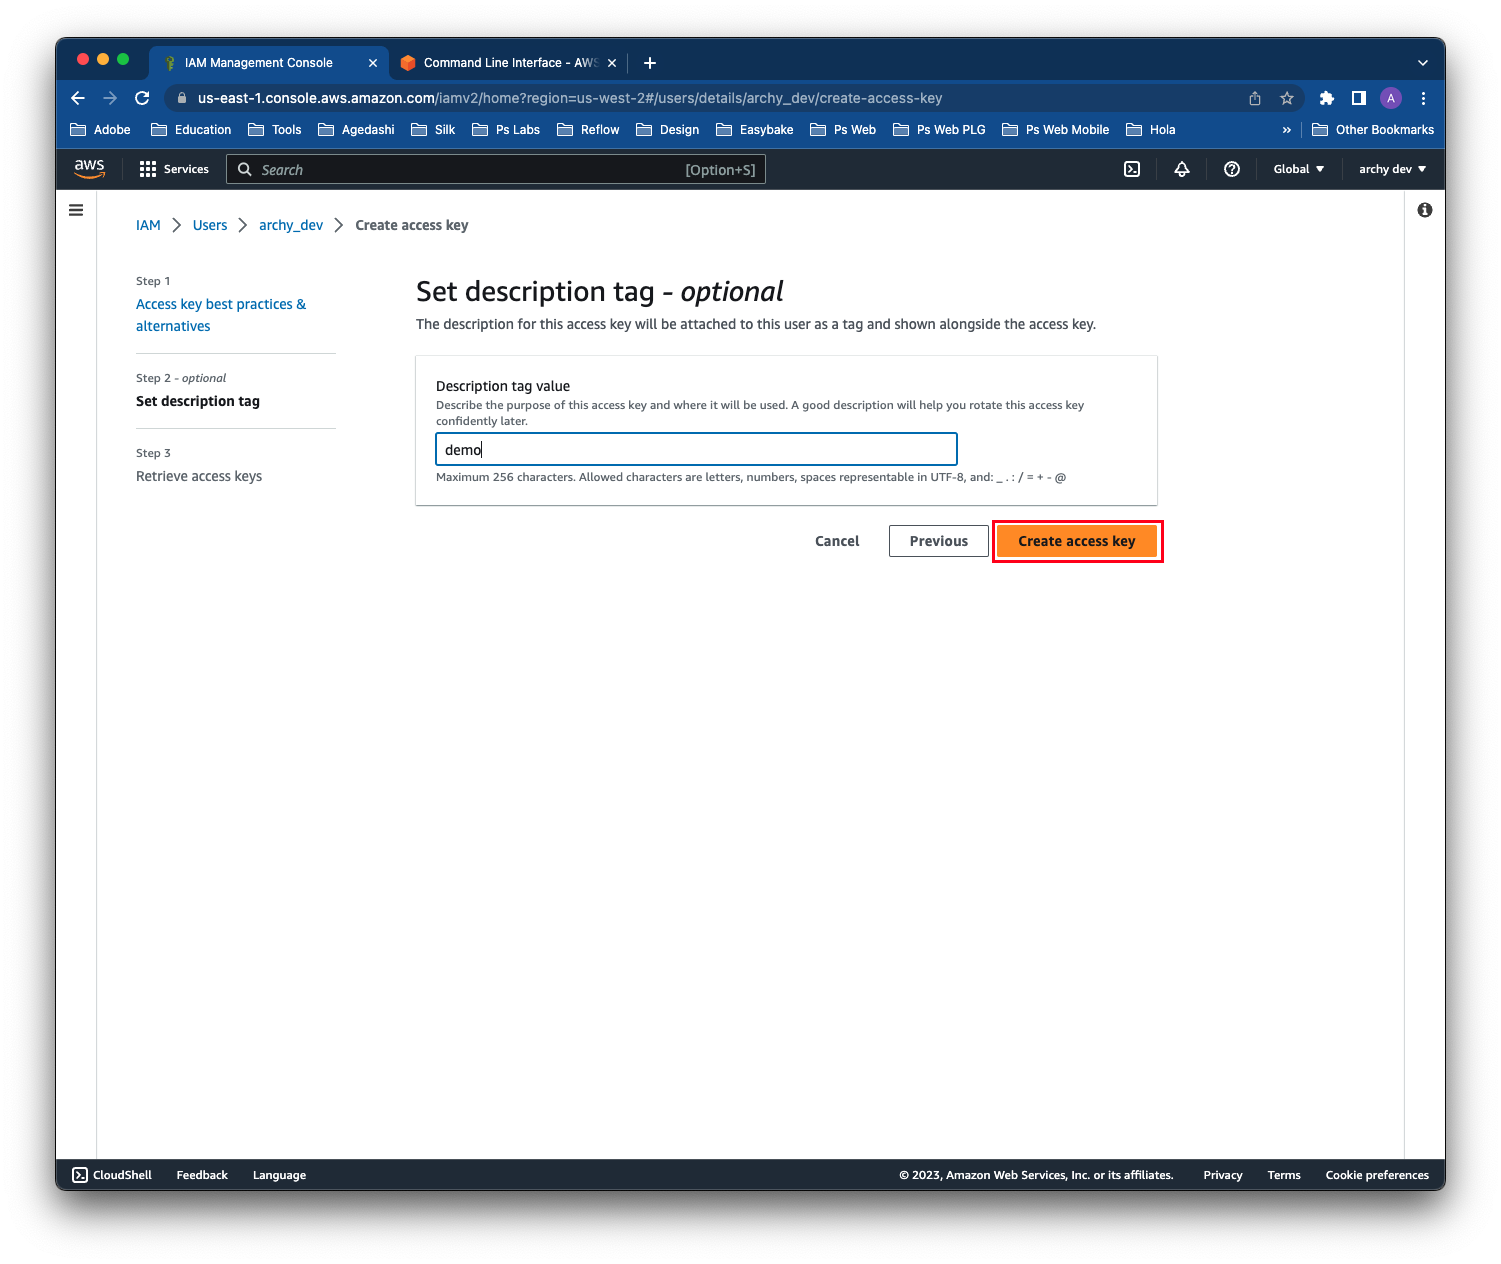 IAM Management Console
Command Line Interface - AWS
us-east-1.console.aws.amazon.com/iamv2/home?region=us-west-2#/users/details/archy_dev/create-access-key
A
Adobe
Education
Tools
Agedashi
Silk
Ps Labs
Reflow
Design
Easybake
Ps Web
Ps Web PLG
Ps Web Mobile
Hola
»
Other Bookmarks
aws
Services
Search
[Option+S]
Global
archy dev
IAM > Users > archy_dev > Create access key
Step 1
Access key best practices &
alternatives
Step 2 - optional
Set description tag
Step 3
Retrieve access keys
Set description tag - optional
The description for this access key will be attached to this user as a tag and shown alongside the access key.
Description tag value
Describe the purpose of this access key and where it will be used. A good description will help you rotate this access key
confidently later.
demo
Maximum 256 characters. Allowed characters are letters, numbers, spaces representable in UTF-8, and: _ . : / = + - @
Cancel
Previous
Create access key
CloudShell
Feedback
Language
© 2023, Amazon Web Services, Inc. or its affiliates.
Privacy
Terms
Cookie preferences